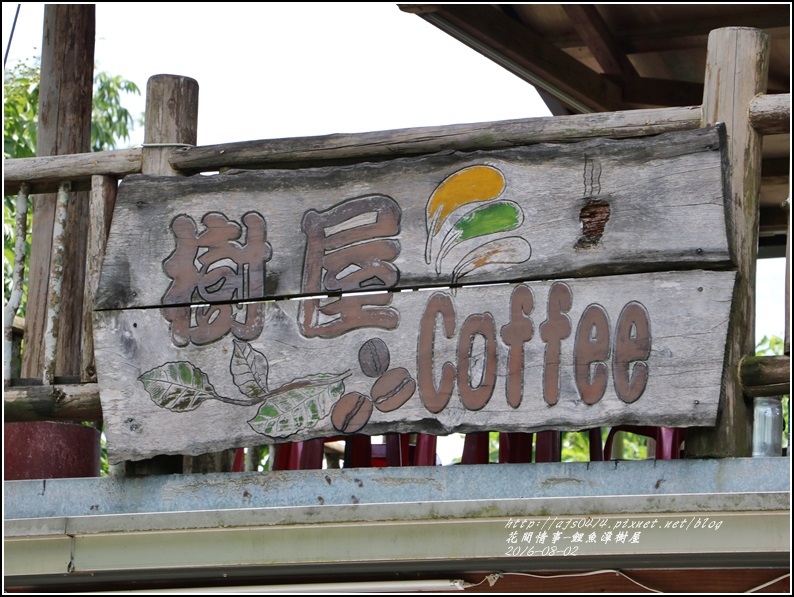 樹屋
Coffee
http://afs0474.pixnet.net/blog
花間情事-鯉魚潭樹屋
2016-08-02